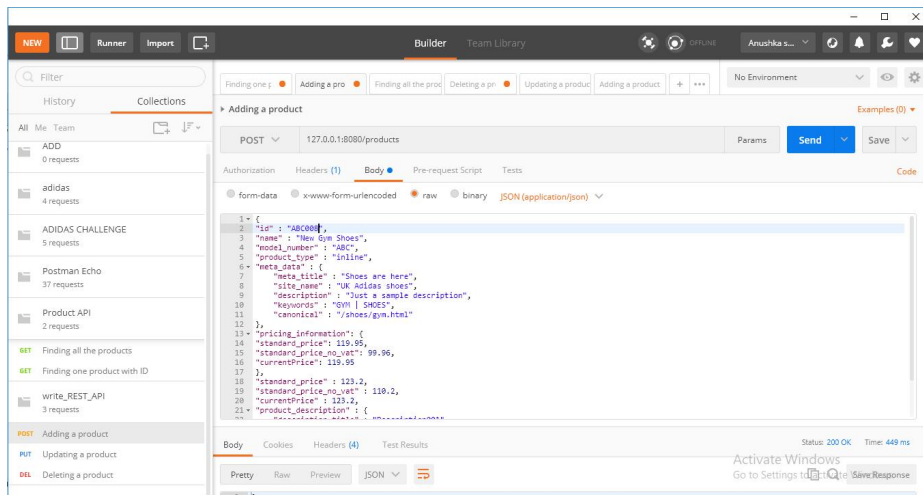 NEW Runner Import Builder Team Library OFFLINE Anushka s...
Filter
History Collections
All Me Team
ADD
0 requests
adidas
4 requests
ADIDAS CHALLENGE
5 requests
Postman Echo
37 requests
Product API
2 requests
GET Finding all the products
GET Finding one product with ID
write_REST_API
3 requests
POST Adding a product
PUT Updating a product
DEL Deleting a product
Finding one p Adding a pro Finding all the prod Deleting a pr Updating a produc Adding a product + ••• No Environment
Adding a product Examples (0)
POST 127.0.0.1:8080/products Params Send Save
Authorization Headers (1) Body Pre-request Script Tests Code
form-data x-www-form-urlencoded raw binary JSON (application/json)
1 {
2 "id" : "ABC008",
3 "name" : "New Gym Shoes",
4 "model_number" : "ABC",
5 "product_type" : "inline",
6 "meta_data" : {
7 "meta_title" : "Shoes are here",
8 "site_name" : "UK Adidas shoes",
9 "description" : "Just a sample description",
10 "keywords" : "GYM | SHOES",
11 "canonical" : "/shoes/gym.html"
12 },
13 "pricing_information": {
14 "standard_price": 119.95,
15 "standard_price_no_vat": 99.96,
16 "currentPrice": 119.95
17 },
18 "standard_price" : 123.2,
19 "standard_price_no_vat" : 110.2,
20 "currentPrice" : 123.2,
21 "product_description" : {
Body Cookies Headers (4) Test Results Status: 200 OK Time: 449 ms
Activate Windows
Pretty Raw Preview JSON Save Response
Go to Settings to activate Windows.